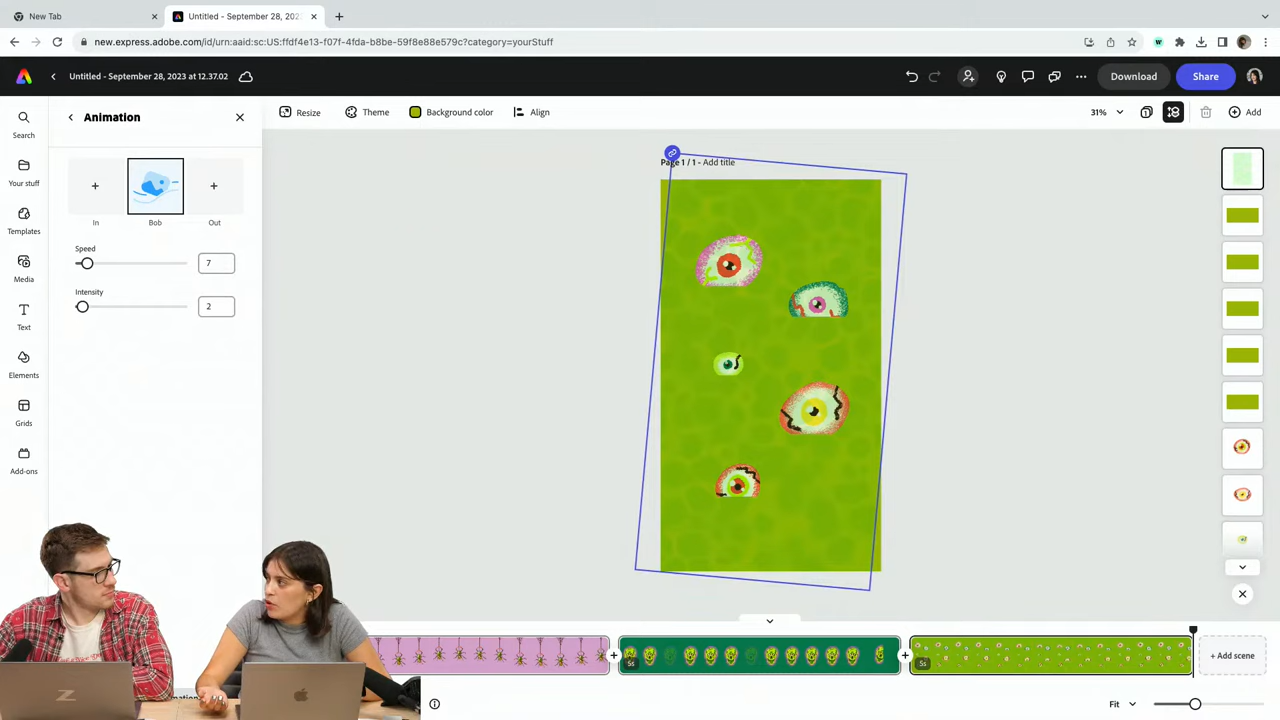 New Tab
Untitled - September 28, 202
new.express.adobe.com/id/urn:aaid:sc:US:ffdf4e13-f07f-4fda-b8be-59f8e88e579c?category=yourStuff
Untitled - September 28, 2023 at 12.37.02
Download
Share
Search
Your stuff
Templates
Media
Text
Elements
Grids
Add-ons
Animation
In
Bob
Out
Speed
7
Intensity
2
Resize
Theme
Background color
Align
31%
1
Add
Page 1 / 1 - Add title
5s
5s
+ Add scene
Fit